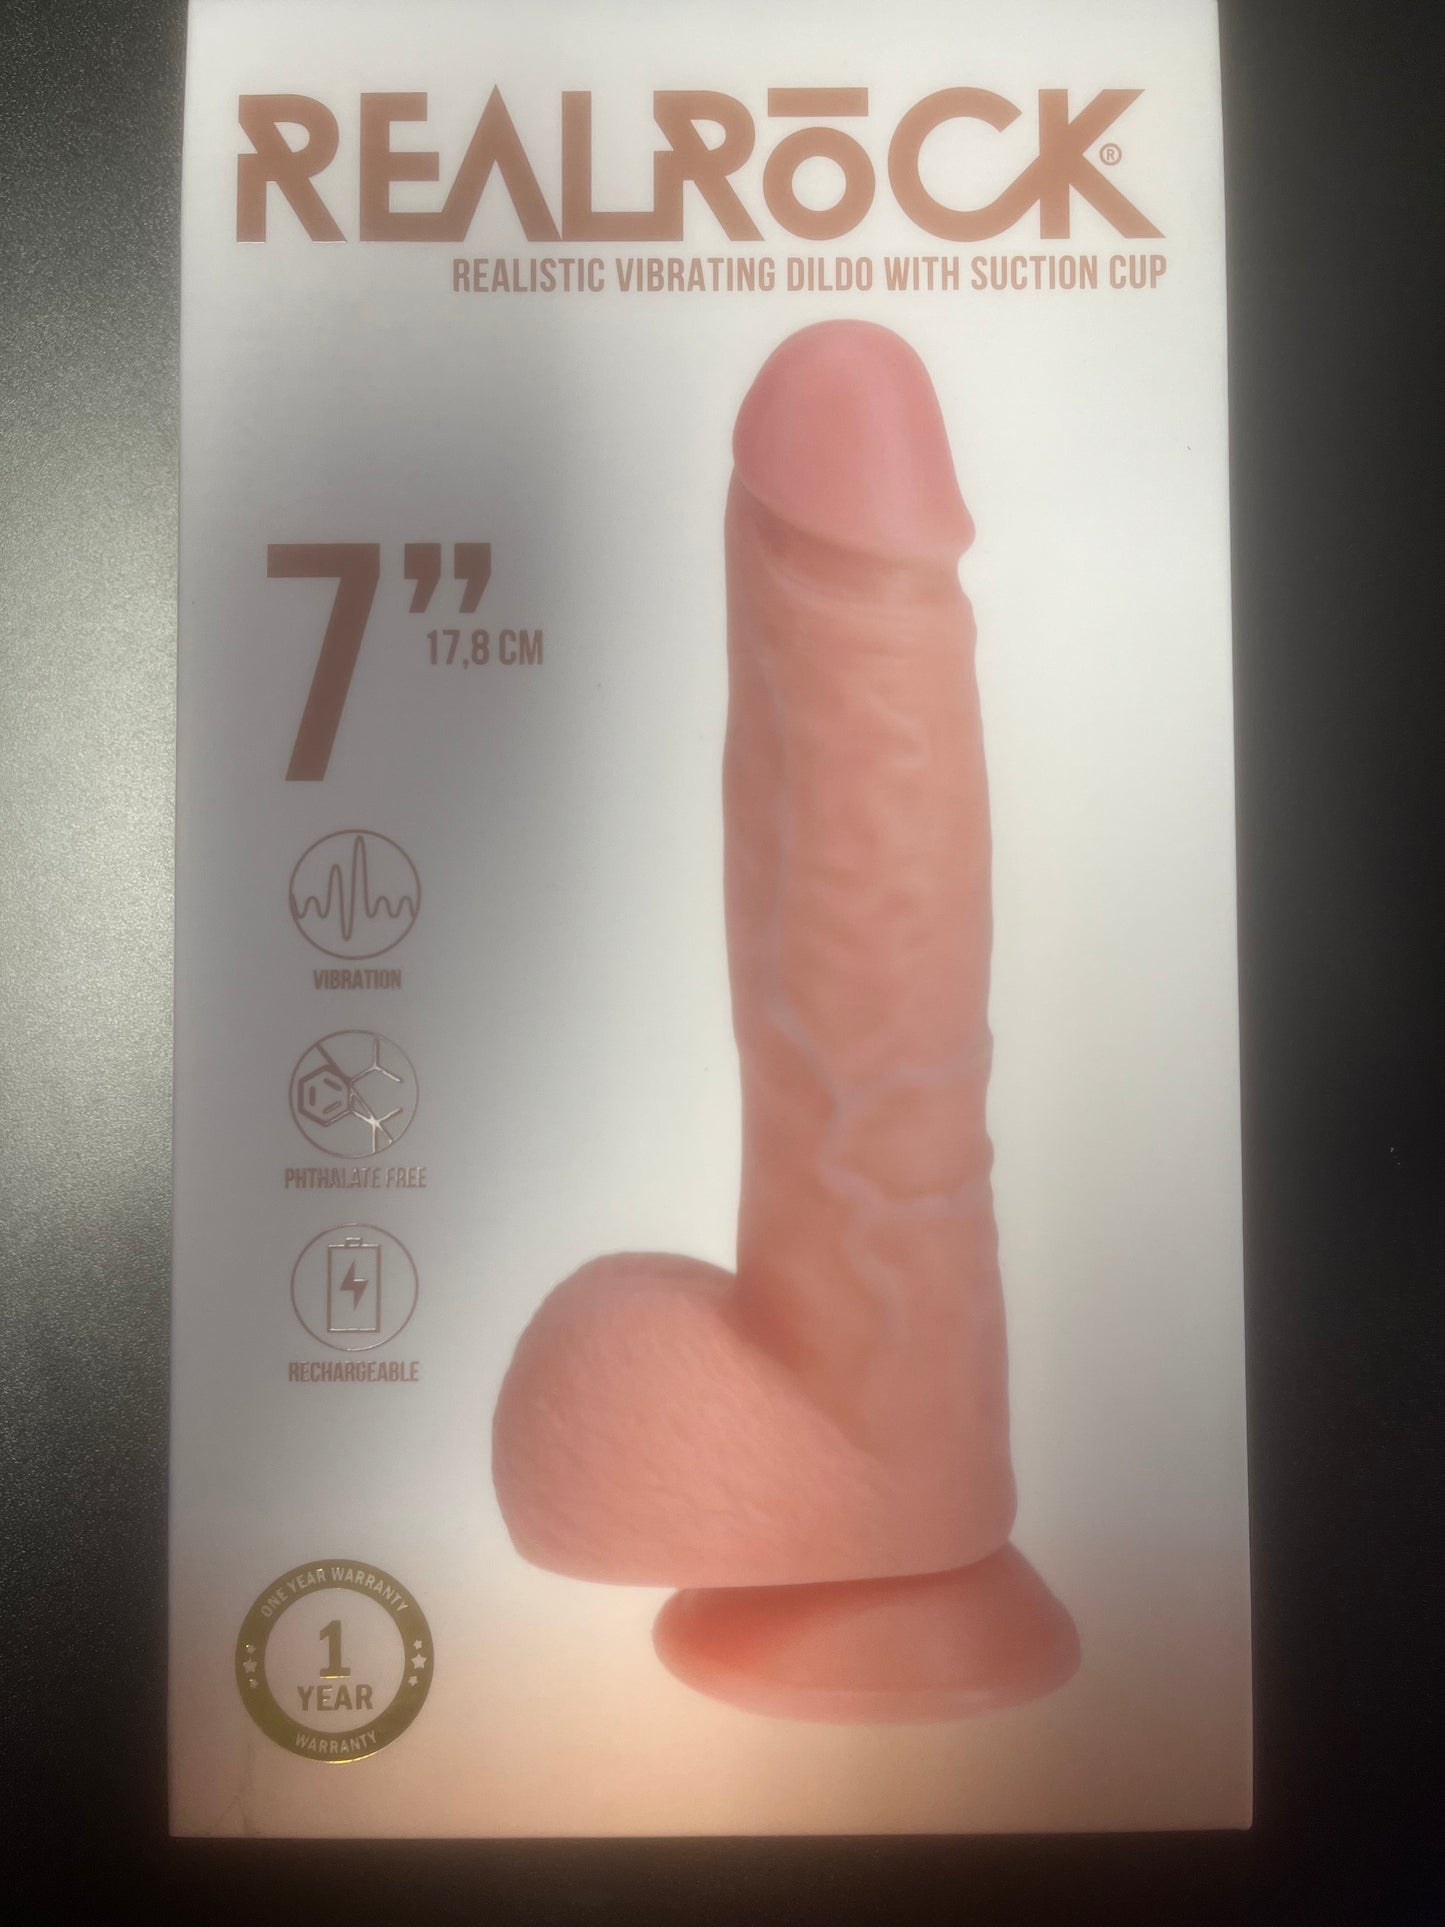 REALROCK®
REALISTIC VIBRATING DILDO WITH SUCTION CUP
7”
17,8 CM
VIBRATION
PHTHALATE FREE
RECHARGEABLE
ONE YEAR WARRANTY
1
YEAR
WARRANTY